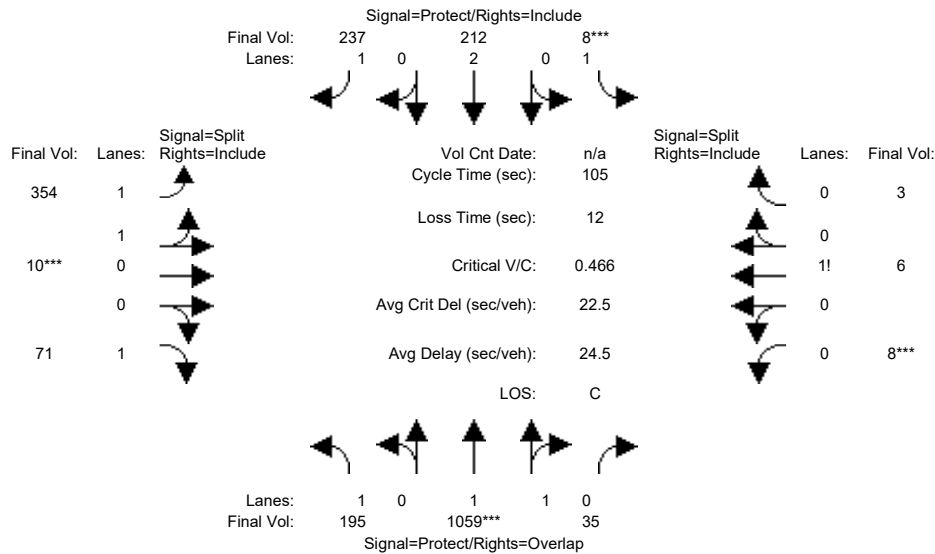 Signal=Protect/Rights=Include
Final Vol: 237 212 8***
Lanes: 1 0 2 0 1
Signal=Split
Final Vol: Lanes: Rights=Include
Vol Cnt Date: n/a
Signal=Split
Rights=Include Lanes: Final Vol:
Cycle Time (sec): 105
354 1
0 3
Loss Time (sec): 12
1
0
10*** 0
Critical V/C: 0.466
1! 6
0
Avg Crit Del (sec/veh): 22.5
0
71 1
Avg Delay (sec/veh): 24.5
0 8***
LOS: C
Lanes: 1 0 1 1 0
Final Vol: 195 1059*** 35
Signal=Protect/Rights=Overlap